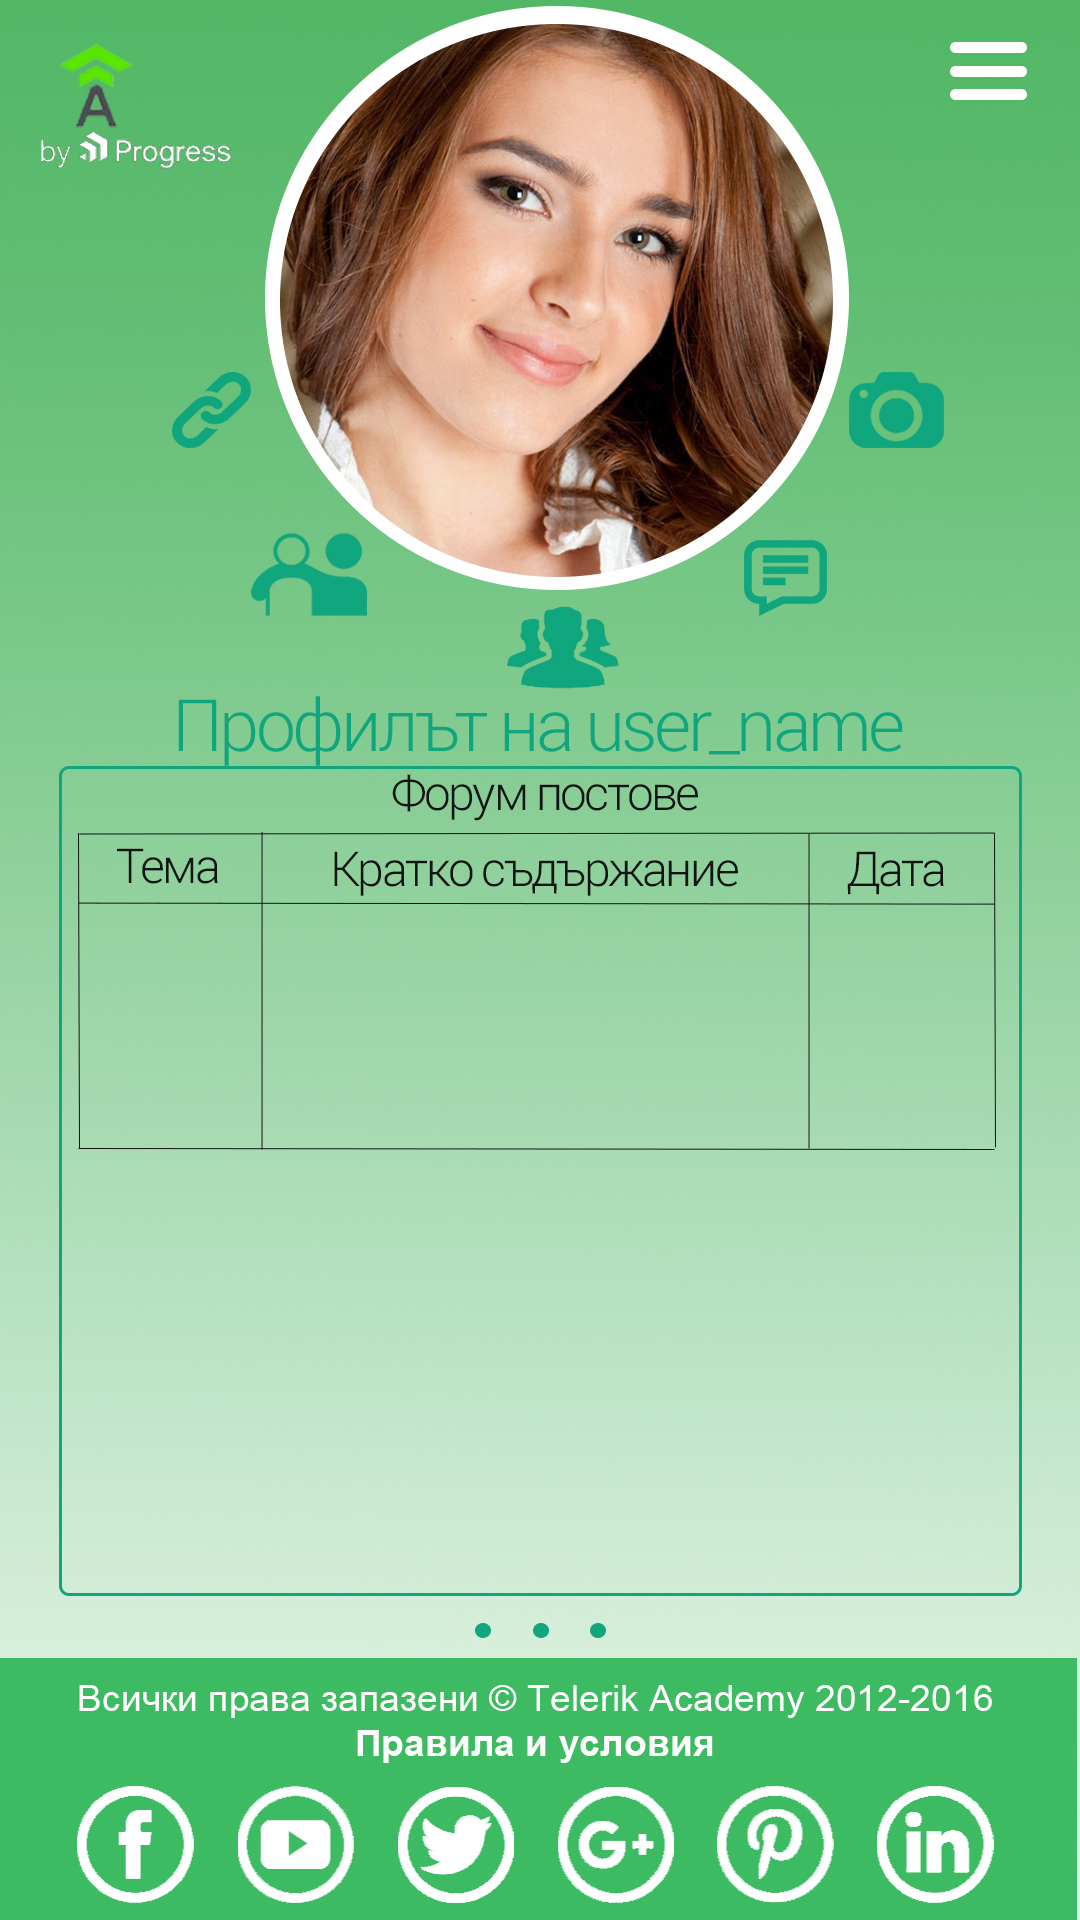 A
by Progress
Профилът на user_name
Форум постове
Тема Кратко съдържание Дата
Всички права запазени © Telerik Academy 2012-2016
Правила и условия
f G+ in